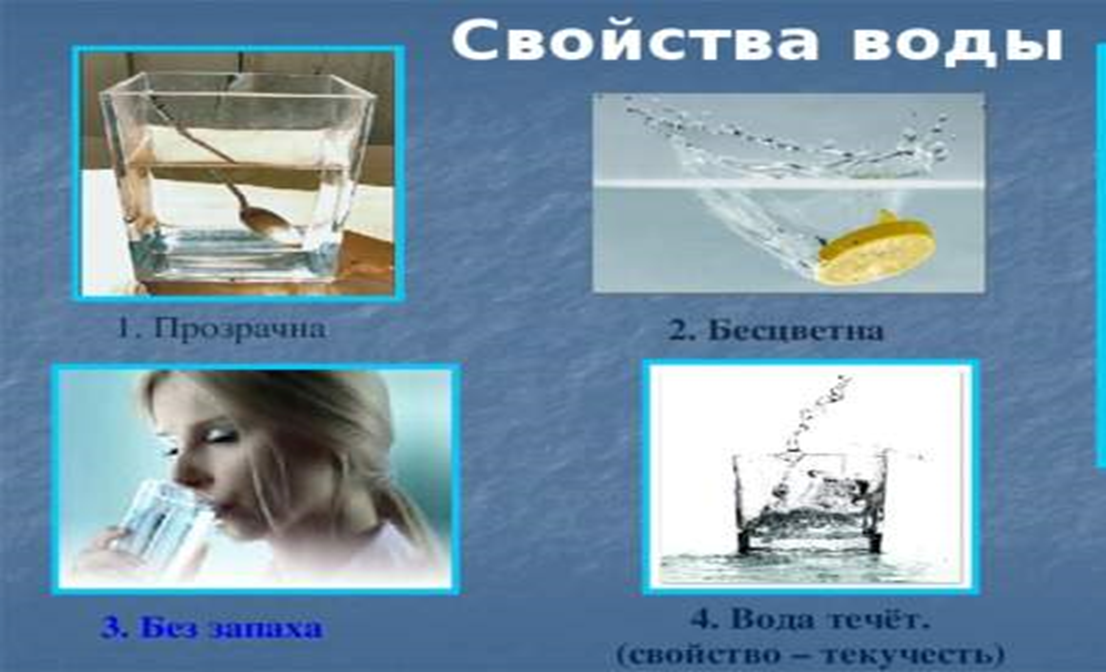 Свойства воды
1. Прозрачна
2. Бесцветна
3. Без запаха
4. Вода течёт.
(свойство – текучесть)